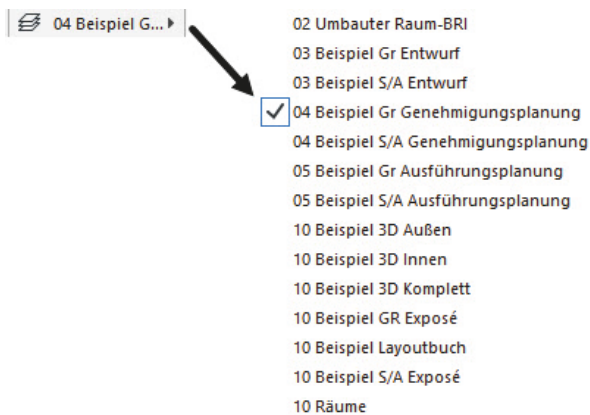 04 Beispiel G...
02 Umbauter Raum-BRI
03 Beispiel Gr Entwurf
03 Beispiel S/A Entwurf
04 Beispiel Gr Genehmigungsplanung
04 Beispiel S/A Genehmigungsplanung
05 Beispiel Gr Ausführungsplanung
05 Beispiel S/A Ausführungsplanung
10 Beispiel 3D Außen
10 Beispiel 3D Innen
10 Beispiel 3D Komplett
10 Beispiel GR Exposé
10 Beispiel Layoutbuch
10 Beispiel S/A Exposé
10 Räume